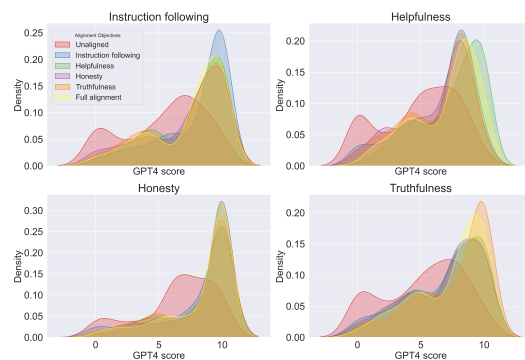 Instruction following
Helpfulness
0.25
0.20
0.15
0.10
0.05
0.00
Density
Alignment Objectives
Unaligned
Instruction following
Helpfulness
Honesty
Truthfulness
Full alignment
GPT4 score
0.20
0.15
0.10
0.05
0.00
Density
GPT4 score
Honesty
Truthfulness
0.30
0.25
0.20
0.15
0.10
0.05
0.00
Density
0 5 10
GPT4 score
0.20
0.15
0.10
0.05
0.00
Density
0 5 10
GPT4 score